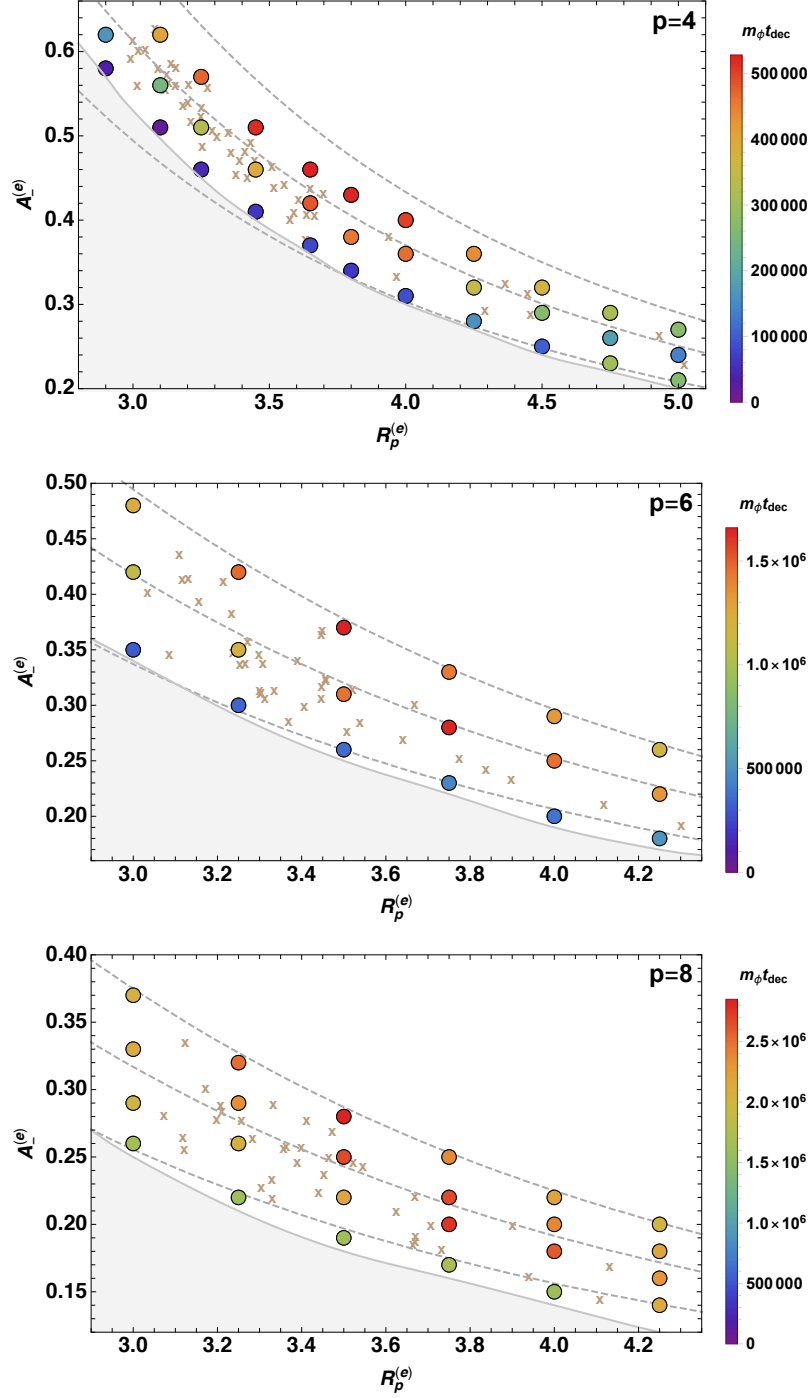 p=4
m_ϕ t_dec
0.6
0.5
0.4
0.3
0.2
A_-^(e)
500 000
400 000
300 000
200 000
100 000
0
3.0 3.5 4.0 4.5 5.0
R_p^(e)
p=6
m_ϕ t_dec
0.50
0.45
0.40
0.35
0.30
0.25
0.20
A_-^(e)
1.5×10^6
1.0×10^6
500 000
0
3.0 3.2 3.4 3.6 3.8 4.0 4.2
R_p^(e)
p=8
m_ϕ t_dec
0.40
0.35
0.30
0.25
0.20
0.15
A_-^(e)
2.5×10^6
2.0×10^6
1.5×10^6
1.0×10^6
500 000
0
3.0 3.2 3.4 3.6 3.8 4.0 4.2
R_p^(e)